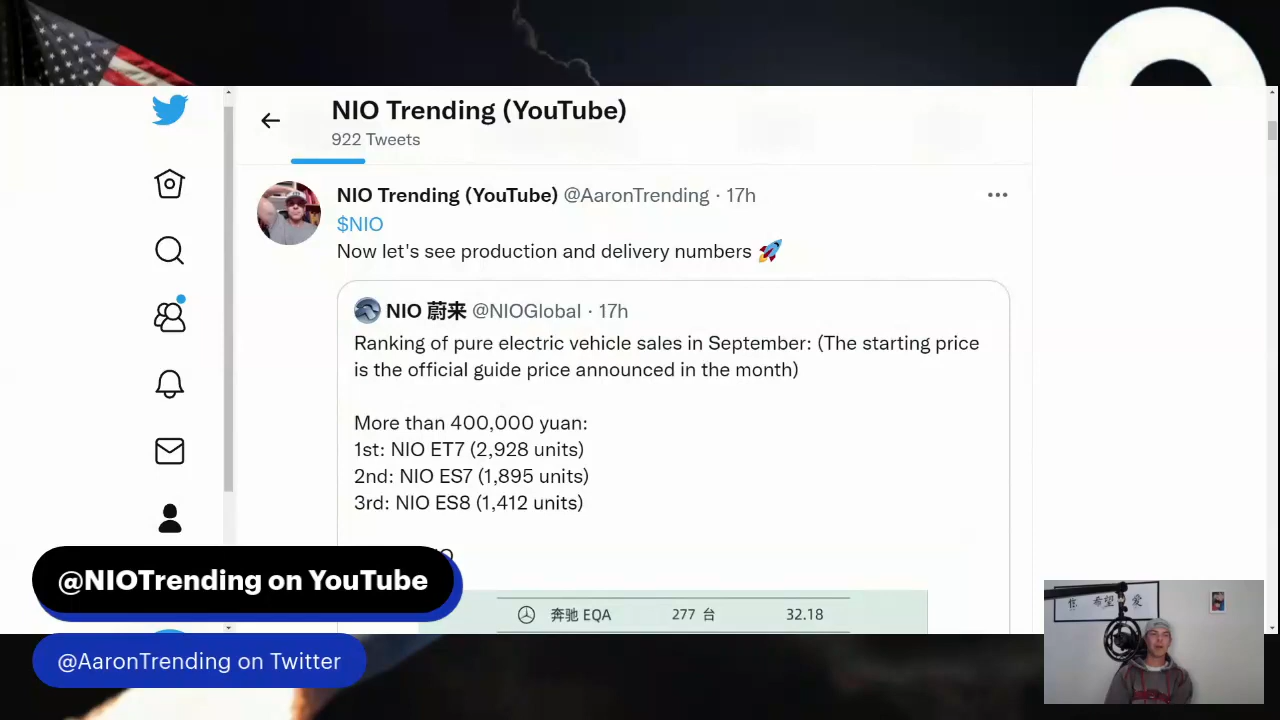 NIO Trending (YouTube)
922 Tweets
NIO Trending (YouTube) @AaronTrending · 17h
$NIO
Now let's see production and delivery numbers 🚀
NIO 蔚来 @NIOGlobal · 17h
Ranking of pure electric vehicle sales in September: (The starting price
is the official guide price announced in the month)
More than 400,000 yuan:
1st: NIO ET7 (2,928 units)
2nd: NIO ES7 (1,895 units)
3rd: NIO ES8 (1,412 units)
@NIOTrending on YouTube
奔驰 EQA 277 台 32.18
@AaronTrending on Twitter
希望 爱